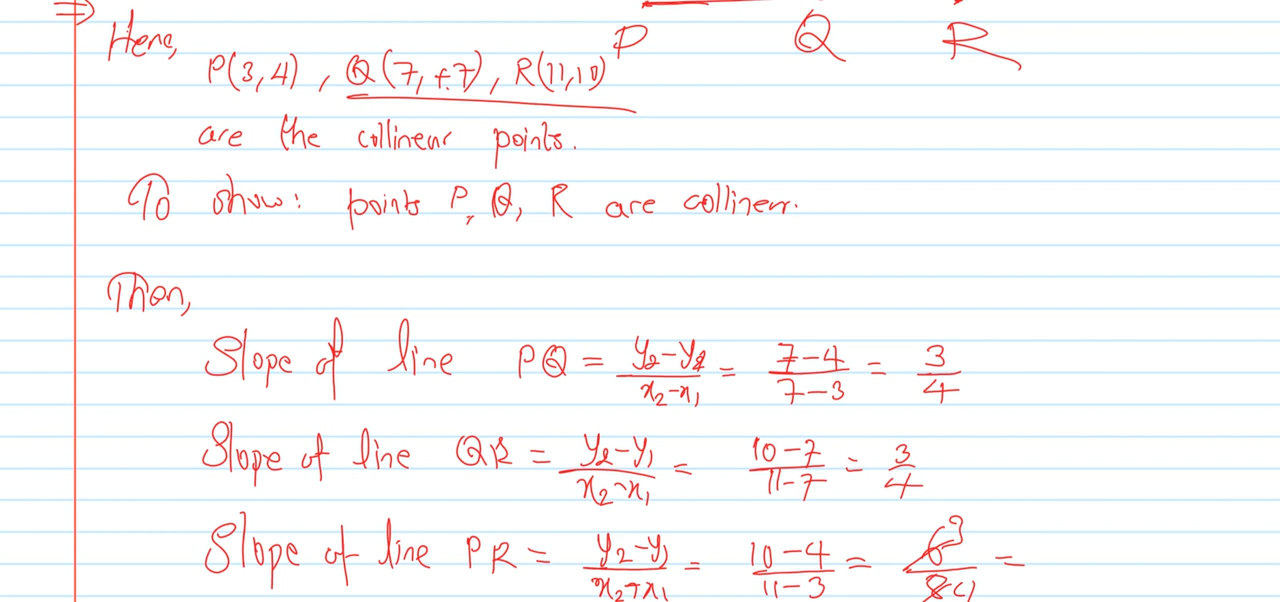 ⇒ P Q R
Here,
P(3,4), Q(7,+7), R(11,10)
are the collinear points.
To show: points P, Q, R are collinear.
Then,
Slope of line PQ = y₂-y₁/x₂-x₁ = 7-4/7-3 = 3/4
Slope of line QR = y₂-y₁/x₂-x₁ = 10-7/11-7 = 3/4
Slope of line PR = y₂-y₁/x₂-x₁ = 10-4/11-3 = 6 3/8 4 =